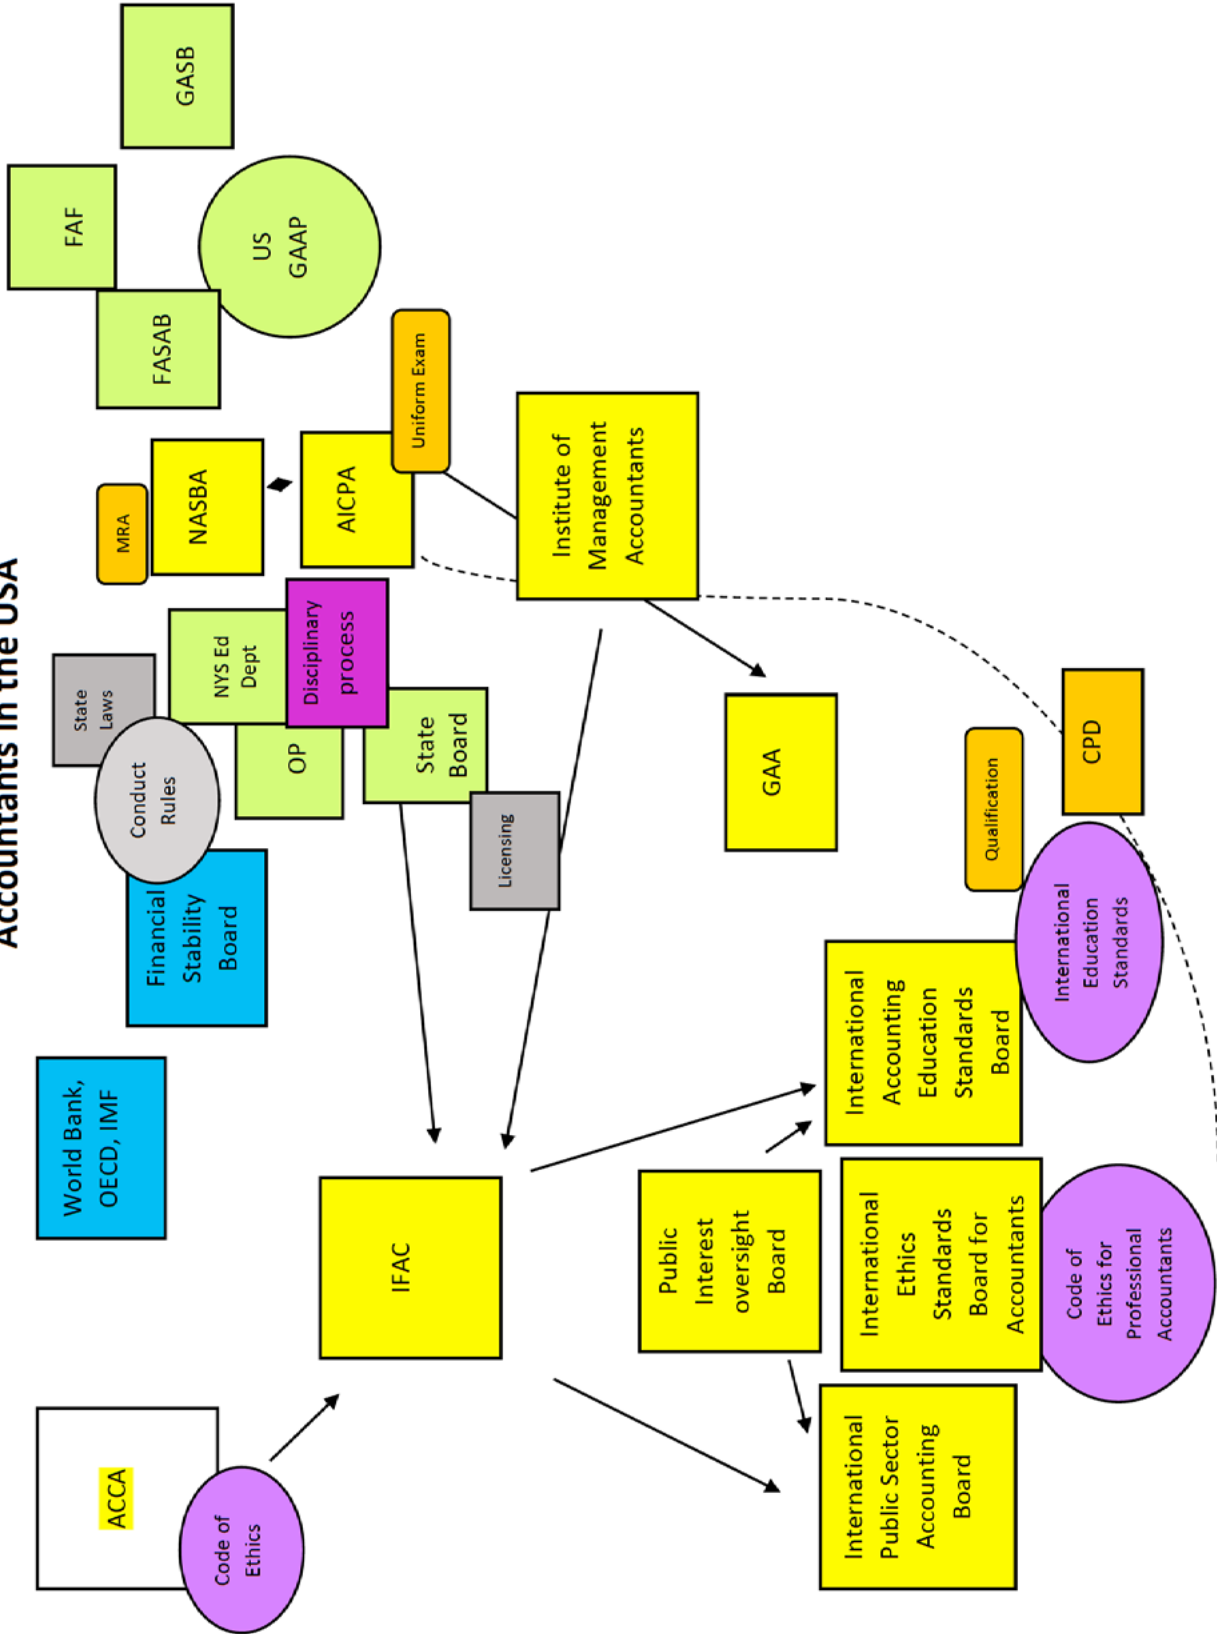 Accountants in the USA
ACCA
Code of
Ethics
World Bank,
OECD, IMF
Financial
Stability
Board
Conduct
Rules
State
Laws
OP
NYS Ed
Dept
Disciplinary
process
State
Board
Licensing
MRA
NASBA
AICPA
Uniform Exam
FASAB
FAF
GASB
US
GAAP
IFAC
Institute of
Management
Accountants
GAA
Public
Interest
oversight
Board
International
Public Sector
Accounting
Board
International
Ethics
Standards
Board for
Accountants
Code of
Ethics for
Professional
Accountants
International
Accounting
Education
Standards
Board
International
Education
Standards
Qualification
CPD